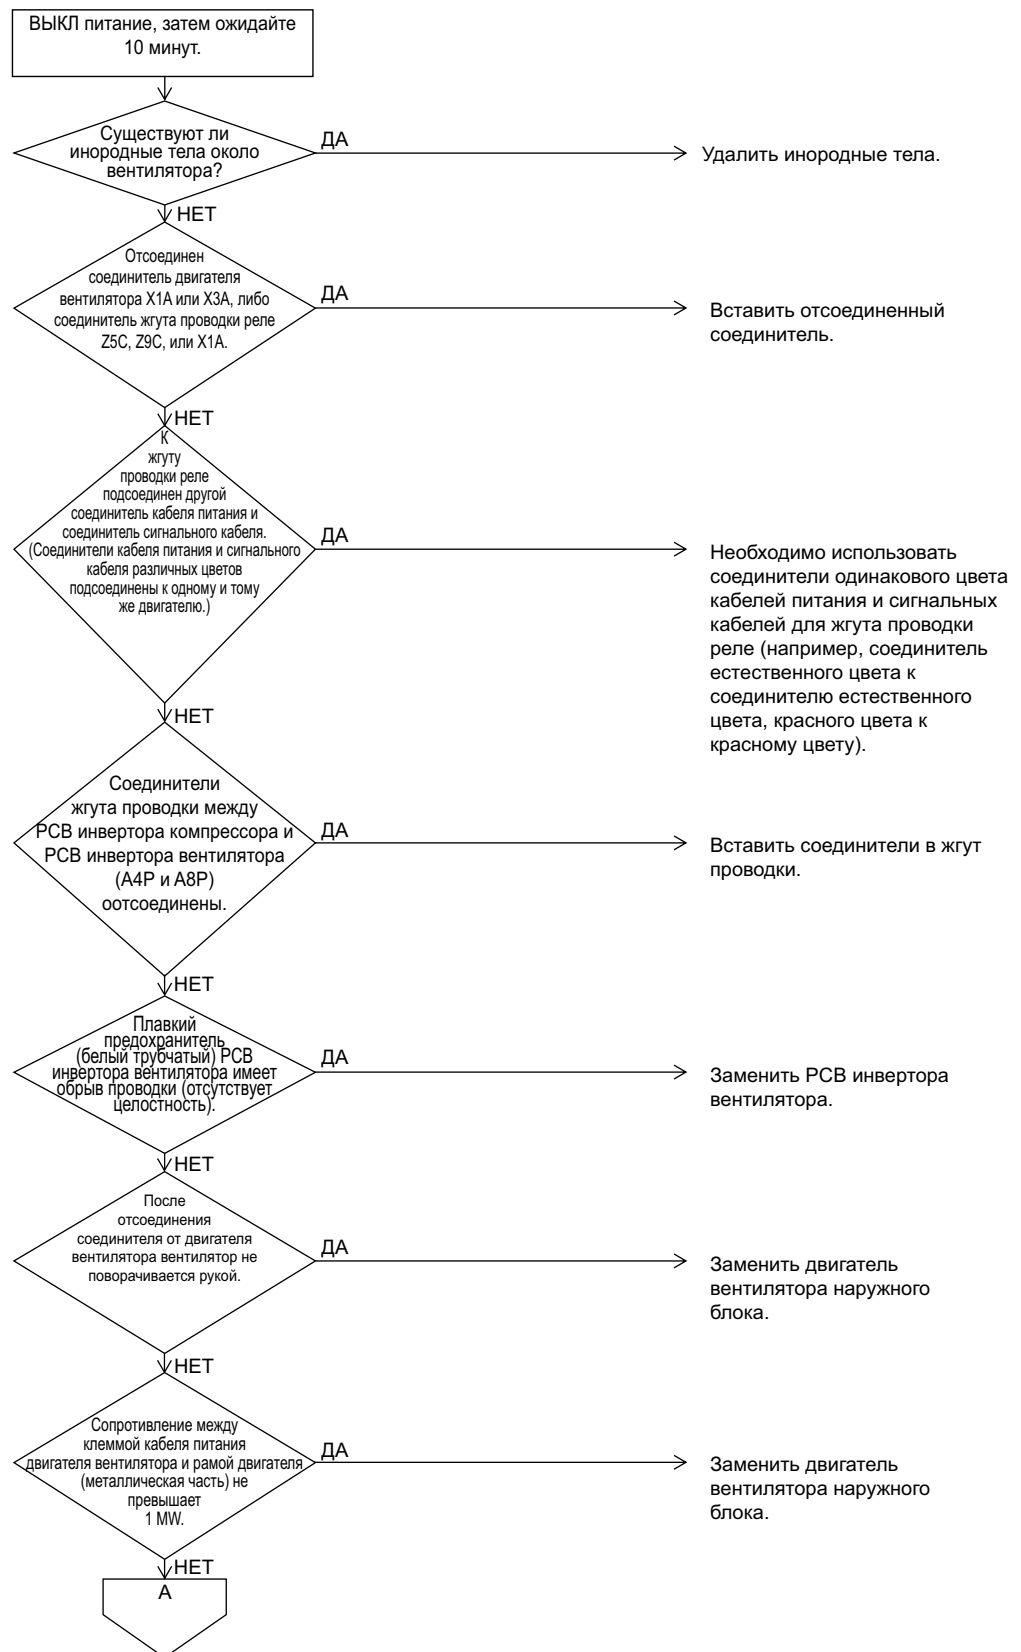 ВЫКЛ питание, затем ожидайте
10 минут.
Существуют ли
инородные тела около
вентилятора?
ДА
Удалить инородные тела.
НЕТ
Отсоединен
соединитель двигателя
вентилятора X1A или X3A, либо
соединитель жгута проводки реле
Z5C, Z9C, или X1A.
ДА
Вставить отсоединенный
соединитель.
НЕТ
К
жгуту
проводки реле
подсоединен другой
соединитель кабеля питания и
соединитель сигнального кабеля.
(Соединители кабеля питания и сигнального
кабеля различных цветов
подсоединены к одному и тому
же двигателю.)
ДА
Необходимо использовать
соединители одинакового цвета
кабелей питания и сигнальных
кабелей для жгута проводки
реле (например, соединитель
естественного цвета к
соединителю естественного
цвета, красного цвета к
красному цвету).
НЕТ
Соединители
жгута проводки между
PCB инвертора компрессора и
PCB инвертора вентилятора
(A4P и A8P)
оотсоединены.
ДА
Вставить соединители в жгут
проводки.
НЕТ
Плавкий
предохранитель
(белый трубчатый) PCB
инвертора вентилятора имеет
обрыв проводки (отсутствует
целостность).
ДА
Заменить PCB инвертора
вентилятора.
НЕТ
После
отсоединения
соединителя от двигателя
вентилятора вентилятор не
поворачивается рукой.
ДА
Заменить двигатель
вентилятора наружного
блока.
НЕТ
Сопротивление между
клеммой кабеля питания
двигателя вентилятора и рамой двигателя
(металлическая часть) не
превышает
1 MW.
ДА
Заменить двигатель
вентилятора наружного
блока.
НЕТ
A